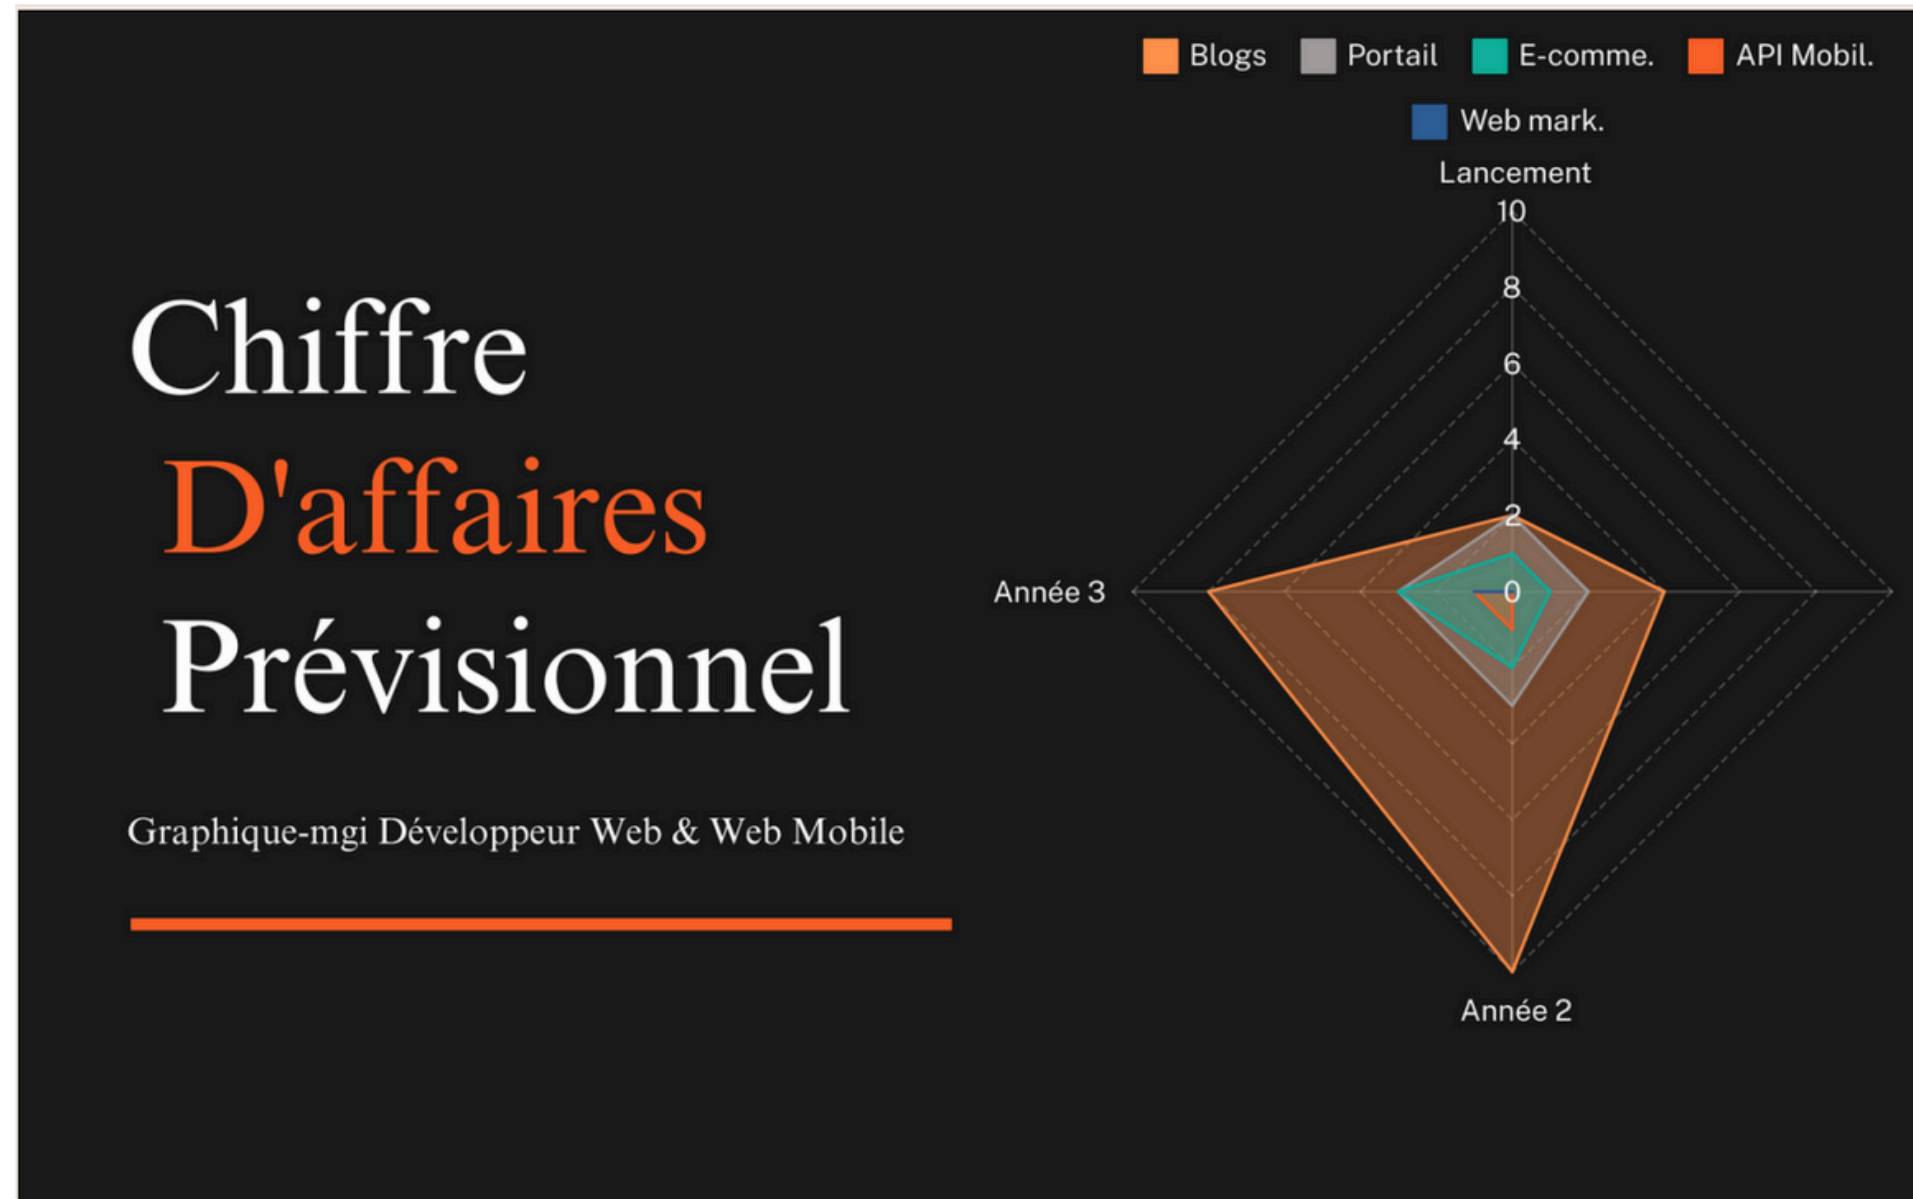 Chiffre
D'affaires
Prévisionnel
Graphique-mgi Développeur Web & Web Mobile
Blogs Portail E-comme. API Mobil.
Web mark.
Lancement
10
8
6
4
2
Année 3 0
Année 2